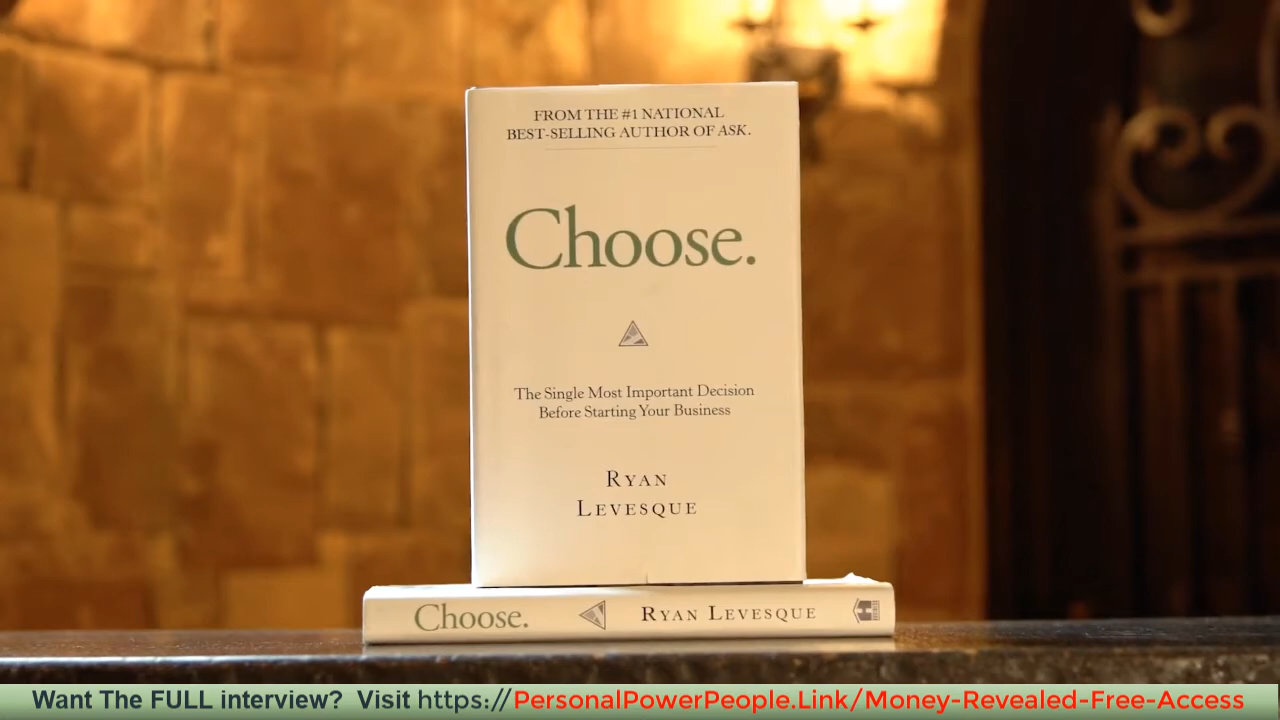 FROM THE #1 NATIONAL
BEST-SELLING AUTHOR OF ASK.
Choose.
The Single Most Important Decision
Before Starting Your Business
RYAN
LEVESQUE
Choose. RYAN LEVESQUE
Want The FULL interview? Visit https://PersonalPowerPeople.Link/Money-Revealed-Free-Access